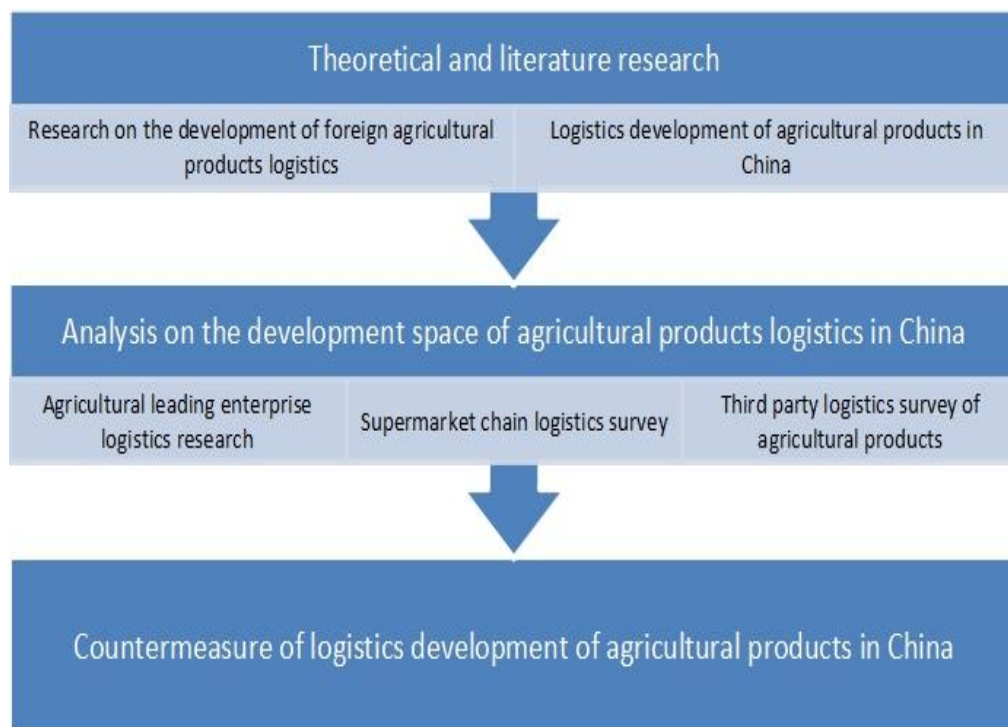 Theoretical and literature research
Research on the development of foreign agricultural
products logistics
Logistics development of agricultural products in
China
Analysis on the development space of agricultural products logistics in China
Agricultural leading enterprise
logistics research
Supermarket chain logistics survey
Third party logistics survey of
agricultural products
Countermeasure of logistics development of agricultural products in China